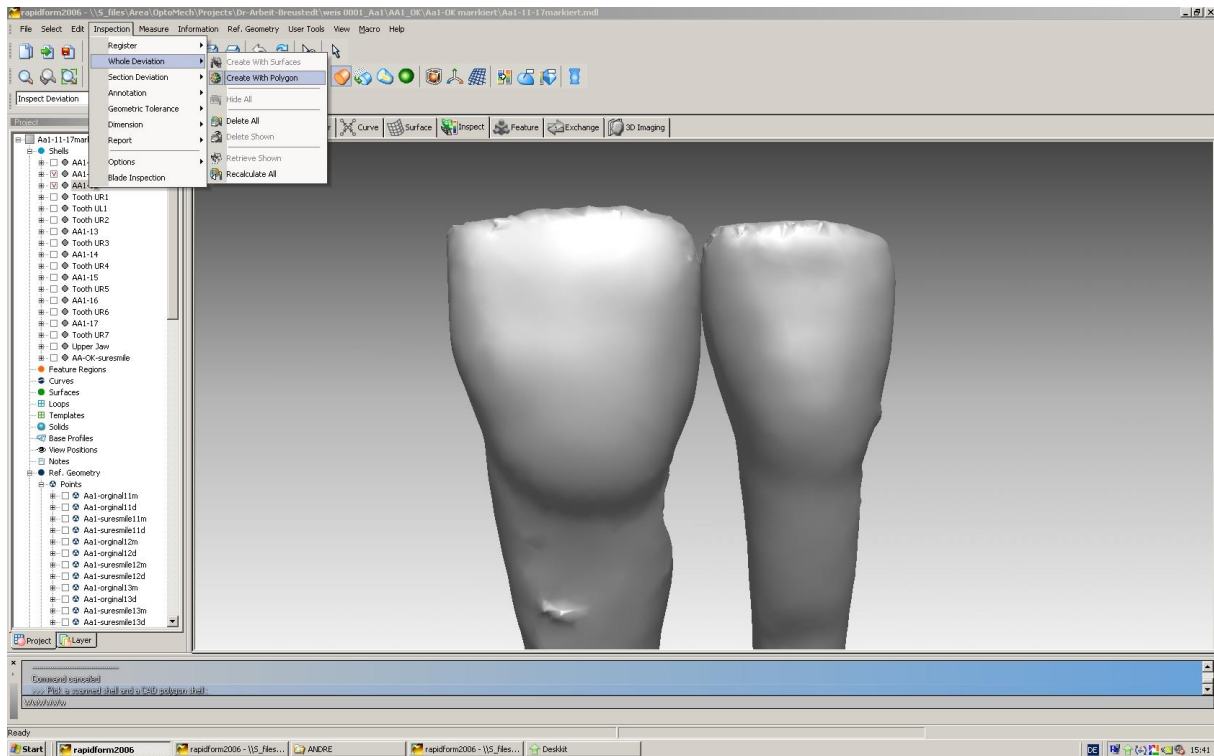 rapidform2006 - \\S_files\Area\OptoMech\Projects\Dr-Arbeit-Breustedt\weis 0001_Aa1\AA1_OK\Aa1-OK marrkiert\Aa1-11-17markiert.mdl
File Select Edit Inspection Measure Information Ref. Geometry User Tools View Macro Help
Register
Whole Deviation
Section Deviation
Annotation
Geometric Tolerance
Dimension
Report
Options
Blade Inspection
Create With Surfaces
Create With Polygon
Hide All
Delete All
Delete Shown
Retrieve Shown
Recalculate All
Inspect Deviation
Curve Surface Inspect Feature Exchange 3D Imaging
Project
Aa1-11-17mar
Shells
AA1-
AA1-
AA1-
Tooth UR1
Tooth UL1
Tooth UR2
AA1-13
Tooth UR3
AA1-14
Tooth UR4
AA1-15
Tooth UR5
AA1-16
Tooth UR6
AA1-17
Tooth UR7
Upper Jaw
AA-OK-suresmile
Feature Regions
Curves
Surfaces
Loops
Templates
Solids
Base Profiles
View Positions
Notes
Ref. Geometry
Points
Aa1-orginal11m
Aa1-orginal11d
Aa1-suresmile11m
Aa1-suresmile11d
Aa1-orginal12m
Aa1-orginal12d
Aa1-suresmile12m
Aa1-suresmile12d
Aa1-orginal13m
Aa1-orginal13d
Aa1-suresmile13m
Aa1-suresmile13d
Project Layer
Command canceled
>>> Pick a scanned shell and a CAD polygon shell:
Ready
Start rapidform2006 rapidform2006 - \\S_files... ANDRE rapidform2006 - \\S_files... Deskkit DE 15:41